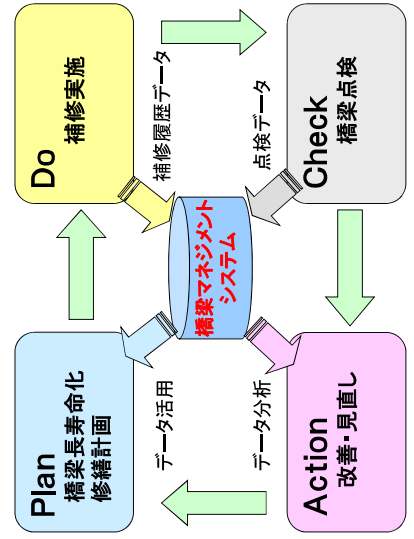 Plan
橋梁長寿命化
修繕計画
Do
補修実施
データ活用
補修履歴データ
橋梁マネジメント
システム
データ分析
点検データ
Action
改善・見直し
Check
橋梁点検